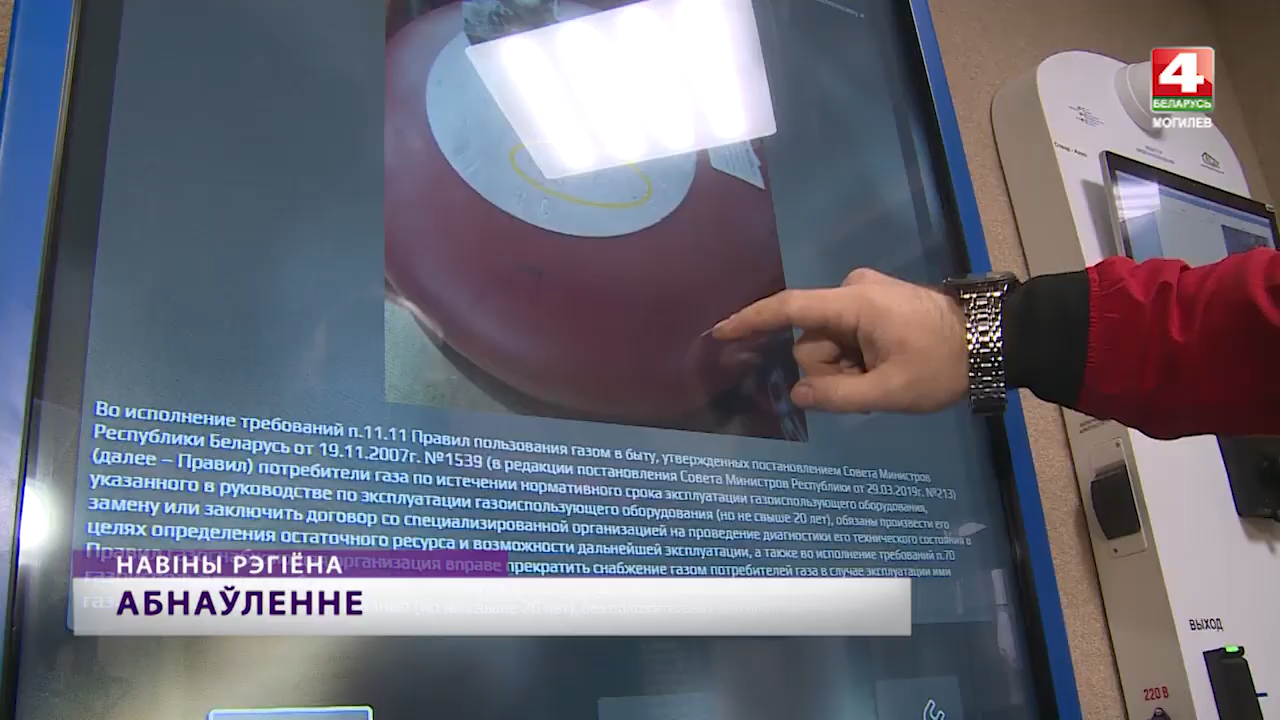 4
БЕЛАРУСЬ
МОГИЛЕВ
Во исполнение требований п.11.11 Правил пользования газом в быту, утвержденных постановлением Совета Министров
Республики Беларусь от 19.11.2007г. №1539 (в редакции постановления Совета Министров Республики от 29.03.2019г. №213)
(далее – Правил) потребители газа по истечении нормативного срока эксплуатации газоиспользующего оборудования,
указанного в руководстве по эксплуатации газоиспользующего оборудования (но не свыше 20 лет), обязаны произвести его
замену или заключить договор со специализированной организацией на проведение диагностики его технического состояния в
целях определения остаточного ресурса и возможности дальнейшей эксплуатации, а также во исполнение требований п.70
Правил организация вправе прекратить снабжение газом потребителей газа в случае эксплуатации ими
НАВІНЫ РЭГІЁНА
АБНАЎЛЕННЕ
ВЫХОД
220 В